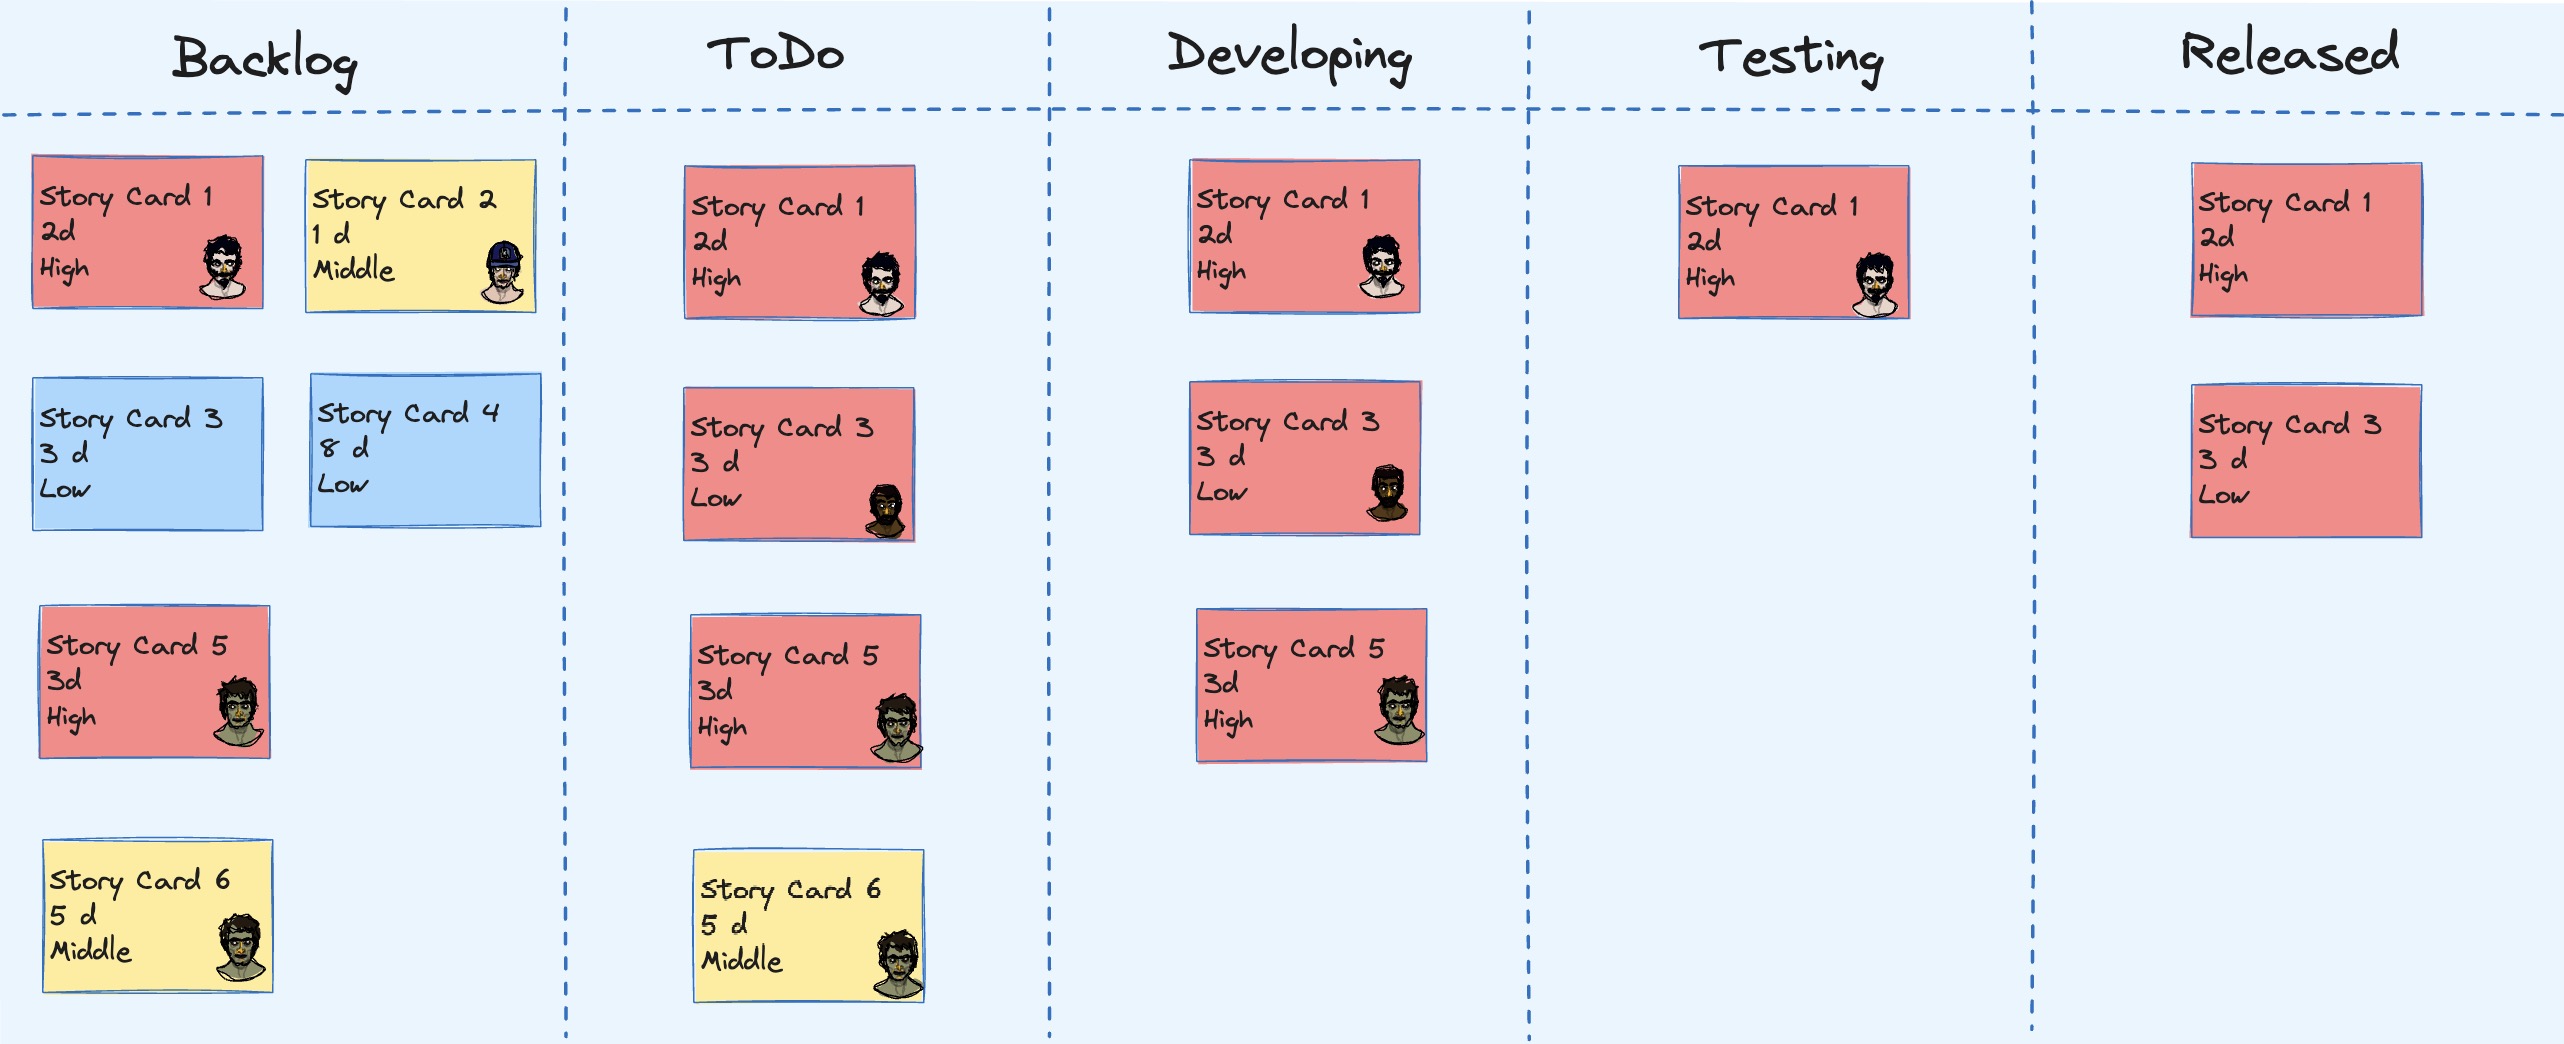 Backlog
ToDo
Developing
Testing
Released
Story Card 1
2d
High
Story Card 2
1 d
Middle
Story Card 3
3 d
Low
Story Card 4
8 d
Low
Story Card 5
3d
High
Story Card 6
5 d
Middle
Story Card 1
2d
High
Story Card 3
3 d
Low
Story Card 5
3d
High
Story Card 6
5 d
Middle
Story Card 1
2d
High
Story Card 3
3 d
Low
Story Card 5
3d
High
Story Card 1
2d
High
Story Card 1
2d
High
Story Card 3
3 d
Low